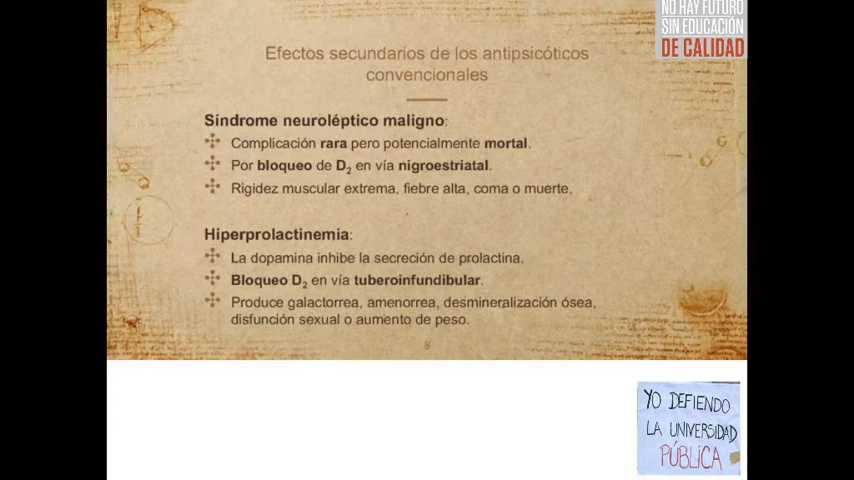 NO HAY FUTURO
SIN EDUCACIÓN
DE CALIDAD
Efectos secundarios de los antipsicóticos
convencionales
Síndrome neuroléptico maligno:
Complicación rara pero potencialmente mortal.
Por bloqueo de D2 en vía nigroestriatal.
Rigidez muscular extrema, fiebre alta, coma o muerte.
Hiperprolactinemia:
La dopamina inhibe la secreción de prolactina.
Bloqueo D2 en vía tuberoinfundibular.
Produce galactorrea, amenorrea, desmineralización ósea,
disfunción sexual o aumento de peso.
8
YO DEFIENDO
LA UNIVERSIDAD
PÚBLICA